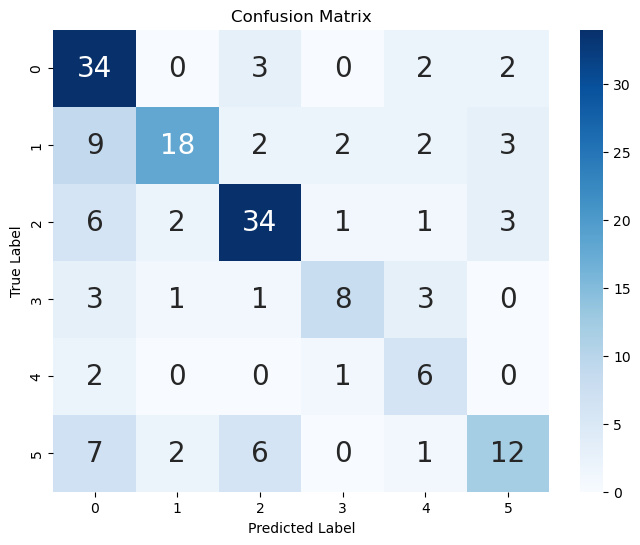 Confusion Matrix
True Label
0 34 0 3 0 2 2
1 9 18 2 2 2 3
2 6 2 34 1 1 3
3 3 1 1 8 3 0
4 2 0 0 1 6 0
5 7 2 6 0 1 12
0 1 2 3 4 5
Predicted Label
30
25
20
15
10
5
0